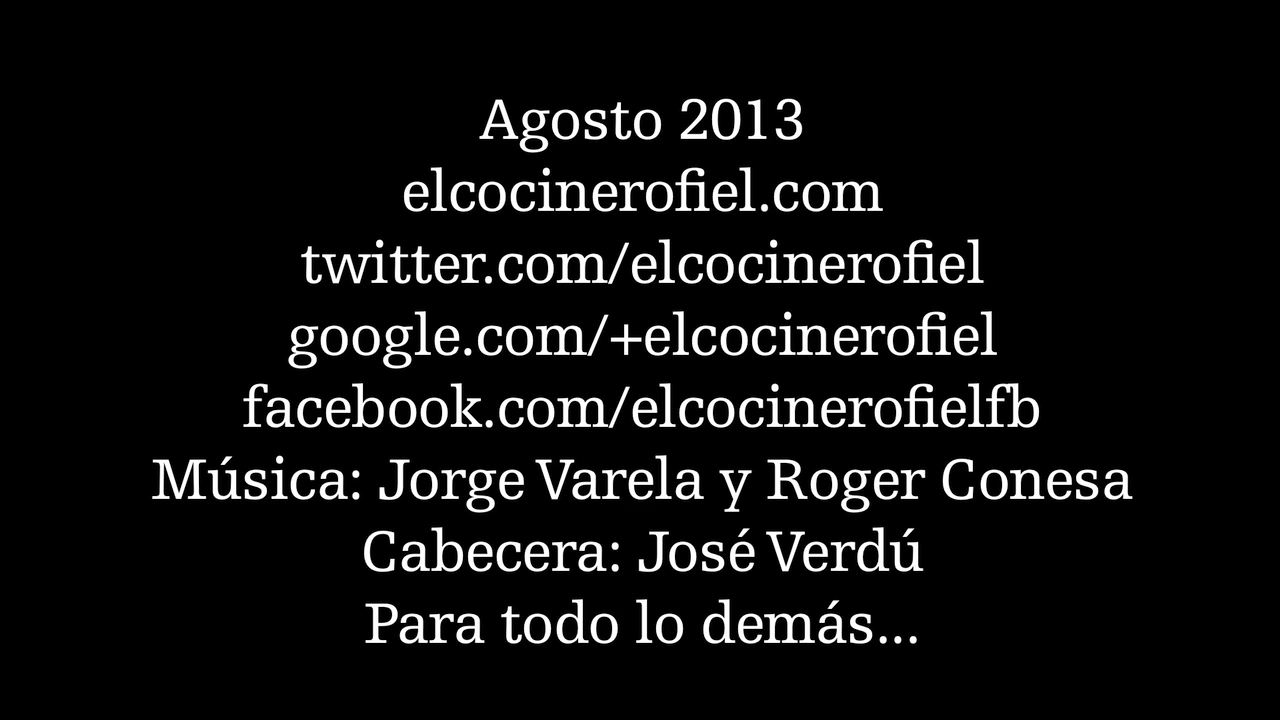 Agosto 2013
elcocinerofiel.com
twitter.com/elcocinerofiel
google.com/+elcocinerofiel
facebook.com/elcocinerofielfb
Música: Jorge Varela y Roger Conesa
Cabecera: José Verdú
Para todo lo demás...